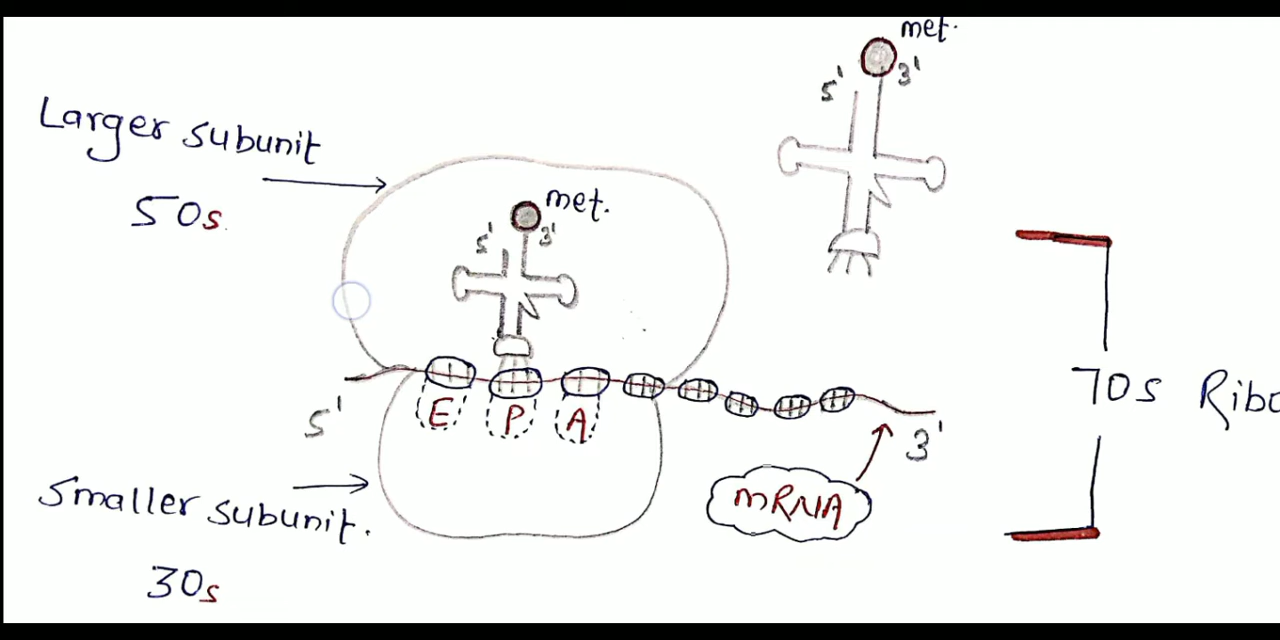 met.
5'
3'
Larger subunit
50s.
met.
5'
3'
E
P
A
5'
3'
70s Ribo
mRNA
Smaller subunit.
30s